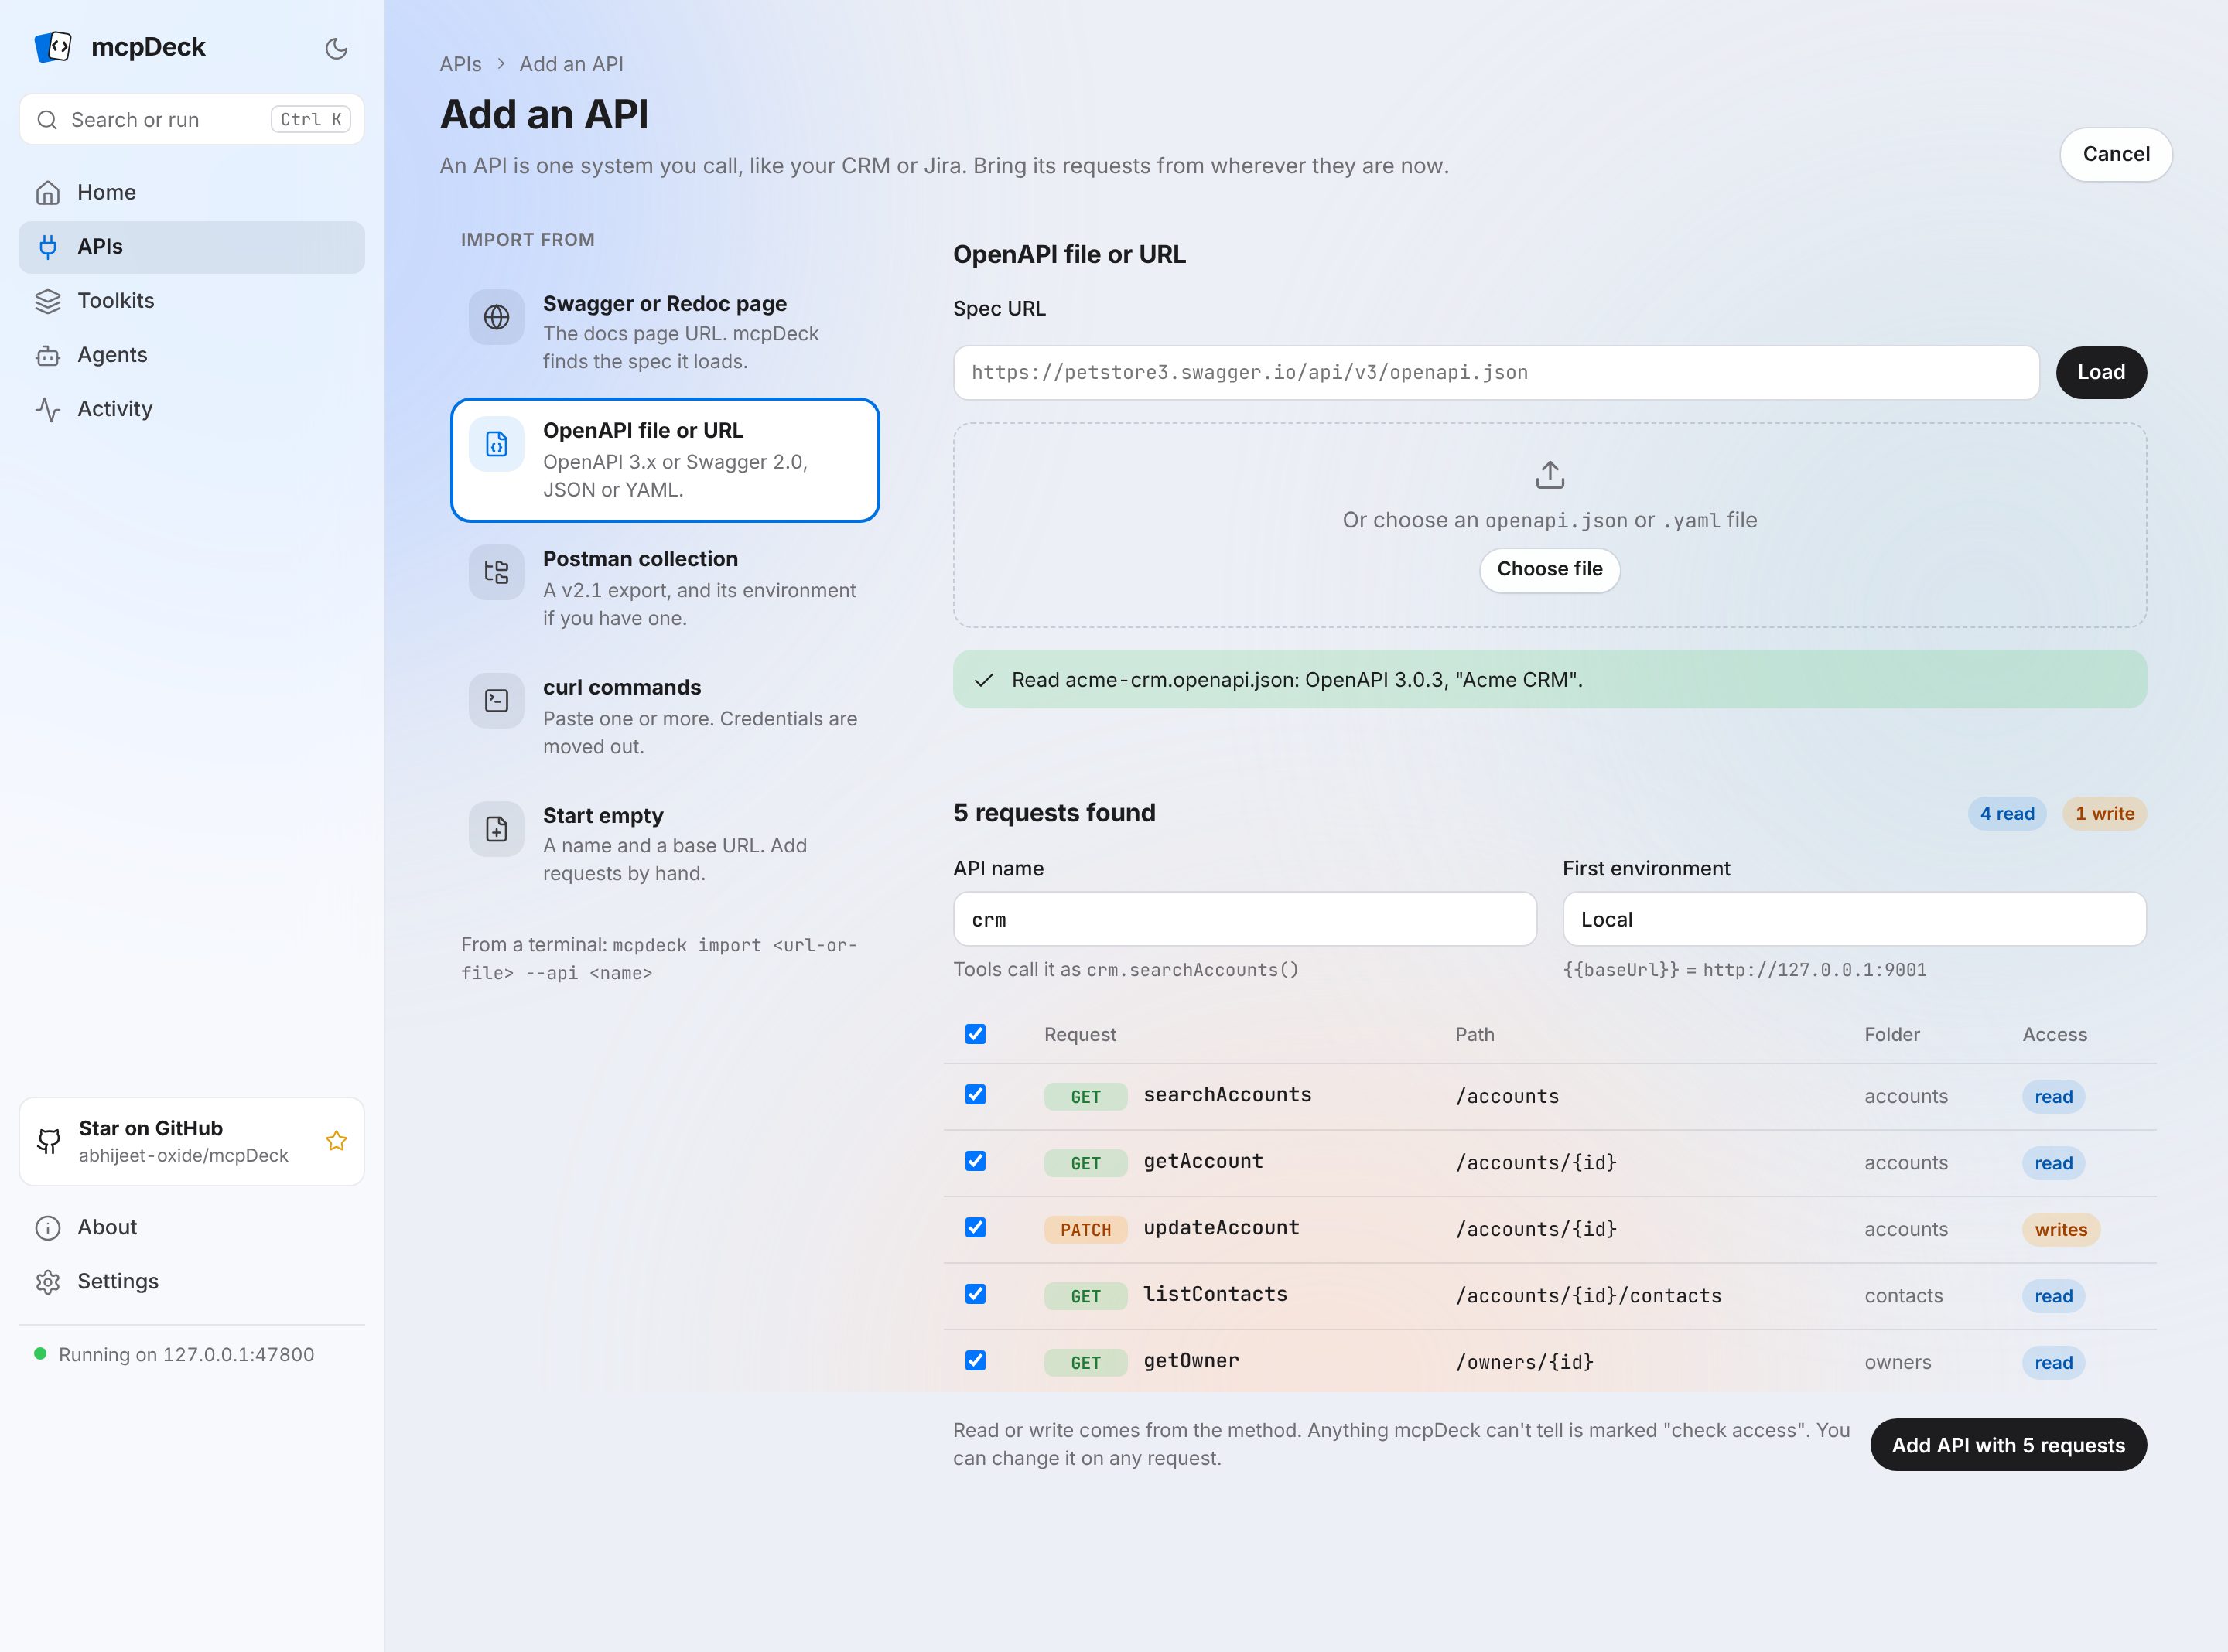 mcpDeck
Search or run
Ctrl K
Home
APIs
Toolkits
Agents
Activity
Star on GitHub
abhijeet-oxide/mcpDeck
About
Settings
Running on 127.0.0.1:47800
APIs > Add an API
Add an API
An API is one system you call, like your CRM or Jira. Bring its requests from wherever they are now.
Cancel
IMPORT FROM
Swagger or Redoc page
The docs page URL. mcpDeck
finds the spec it loads.
OpenAPI file or URL
OpenAPI 3.x or Swagger 2.0,
JSON or YAML.
Postman collection
A v2.1 export, and its environment
if you have one.
curl commands
Paste one or more. Credentials are
moved out.
Start empty
A name and a base URL. Add
requests by hand.
From a terminal: mcpdeck import <url-or-
file> --api <name>
OpenAPI file or URL
Spec URL
https://petstore3.swagger.io/api/v3/openapi.json
Load
Or choose an openapi.json or .yaml file
Choose file
Read acme-crm.openapi.json: OpenAPI 3.0.3, "Acme CRM".
5 requests found
4 read
1 write
API name
First environment
crm
Local
Tools call it as crm.searchAccounts()
{{baseUrl}} = http://127.0.0.1:9001
Request Path Folder Access
GET searchAccounts /accounts accounts read
GET getAccount /accounts/{id} accounts read
PATCH updateAccount /accounts/{id} accounts writes
GET listContacts /accounts/{id}/contacts contacts read
GET getOwner /owners/{id} owners read
Read or write comes from the method. Anything mcpDeck can't tell is marked "check access". You
can change it on any request.
Add API with 5 requests